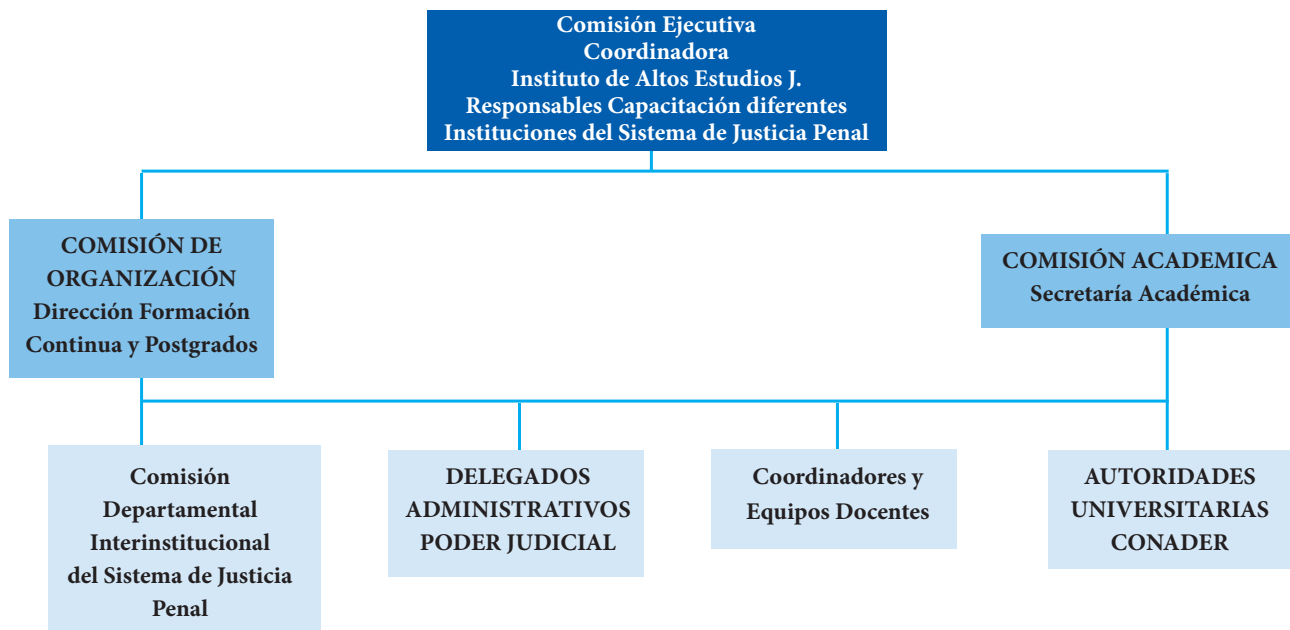 Comisión Ejecutiva
Coordinadora
Instituto de Altos Estudios J.
Responsables Capacitación diferentes
Instituciones del Sistema de Justicia Penal
COMISIÓN DE
ORGANIZACIÓN
Dirección Formación
Continua y Postgrados
COMISIÓN ACADEMICA
Secretaría Académica
Comisión
Departamental
Interinstitucional
del Sistema de Justicia
Penal
DELEGADOS
ADMINISTRATIVOS
PODER JUDICIAL
Coordinadores y
Equipos Docentes
AUTORIDADES
UNIVERSITARIAS
CONADER